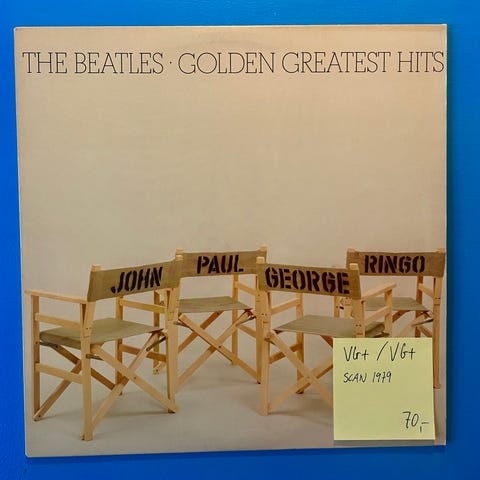 THE BEATLES · GOLDEN GREATEST HITS
JOHN
PAUL
GEORGE
RINGO
VG+ / VG+
SCAN 1979
70,-